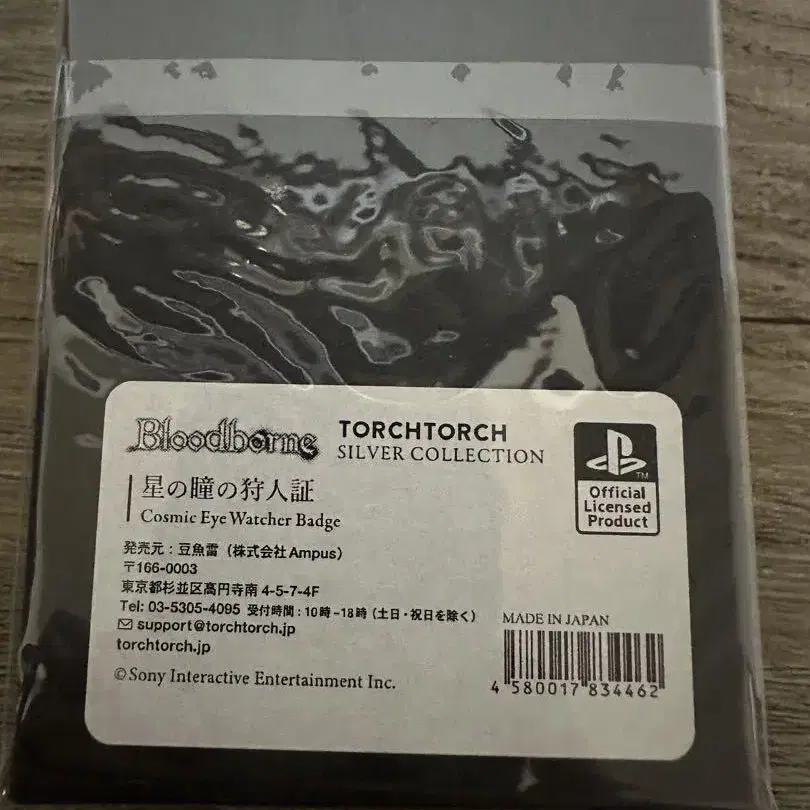 Bloodborne
TORCHTORCH
SILVER COLLECTION
星の瞳の狩人証
Cosmic Eye Watcher Badge
TM
Official
Licensed
Product
発売元：豆魚雷（株式会社Ampus）
〒166-0003
東京都杉並区高円寺南 4-5-7-4F
Tel: 03-5305-4095 受付時間：10時－18時（土日・祝日を除く）
support@torchtorch.jp
torchtorch.jp
©Sony Interactive Entertainment Inc.
MADE IN JAPAN
4 580017 834462